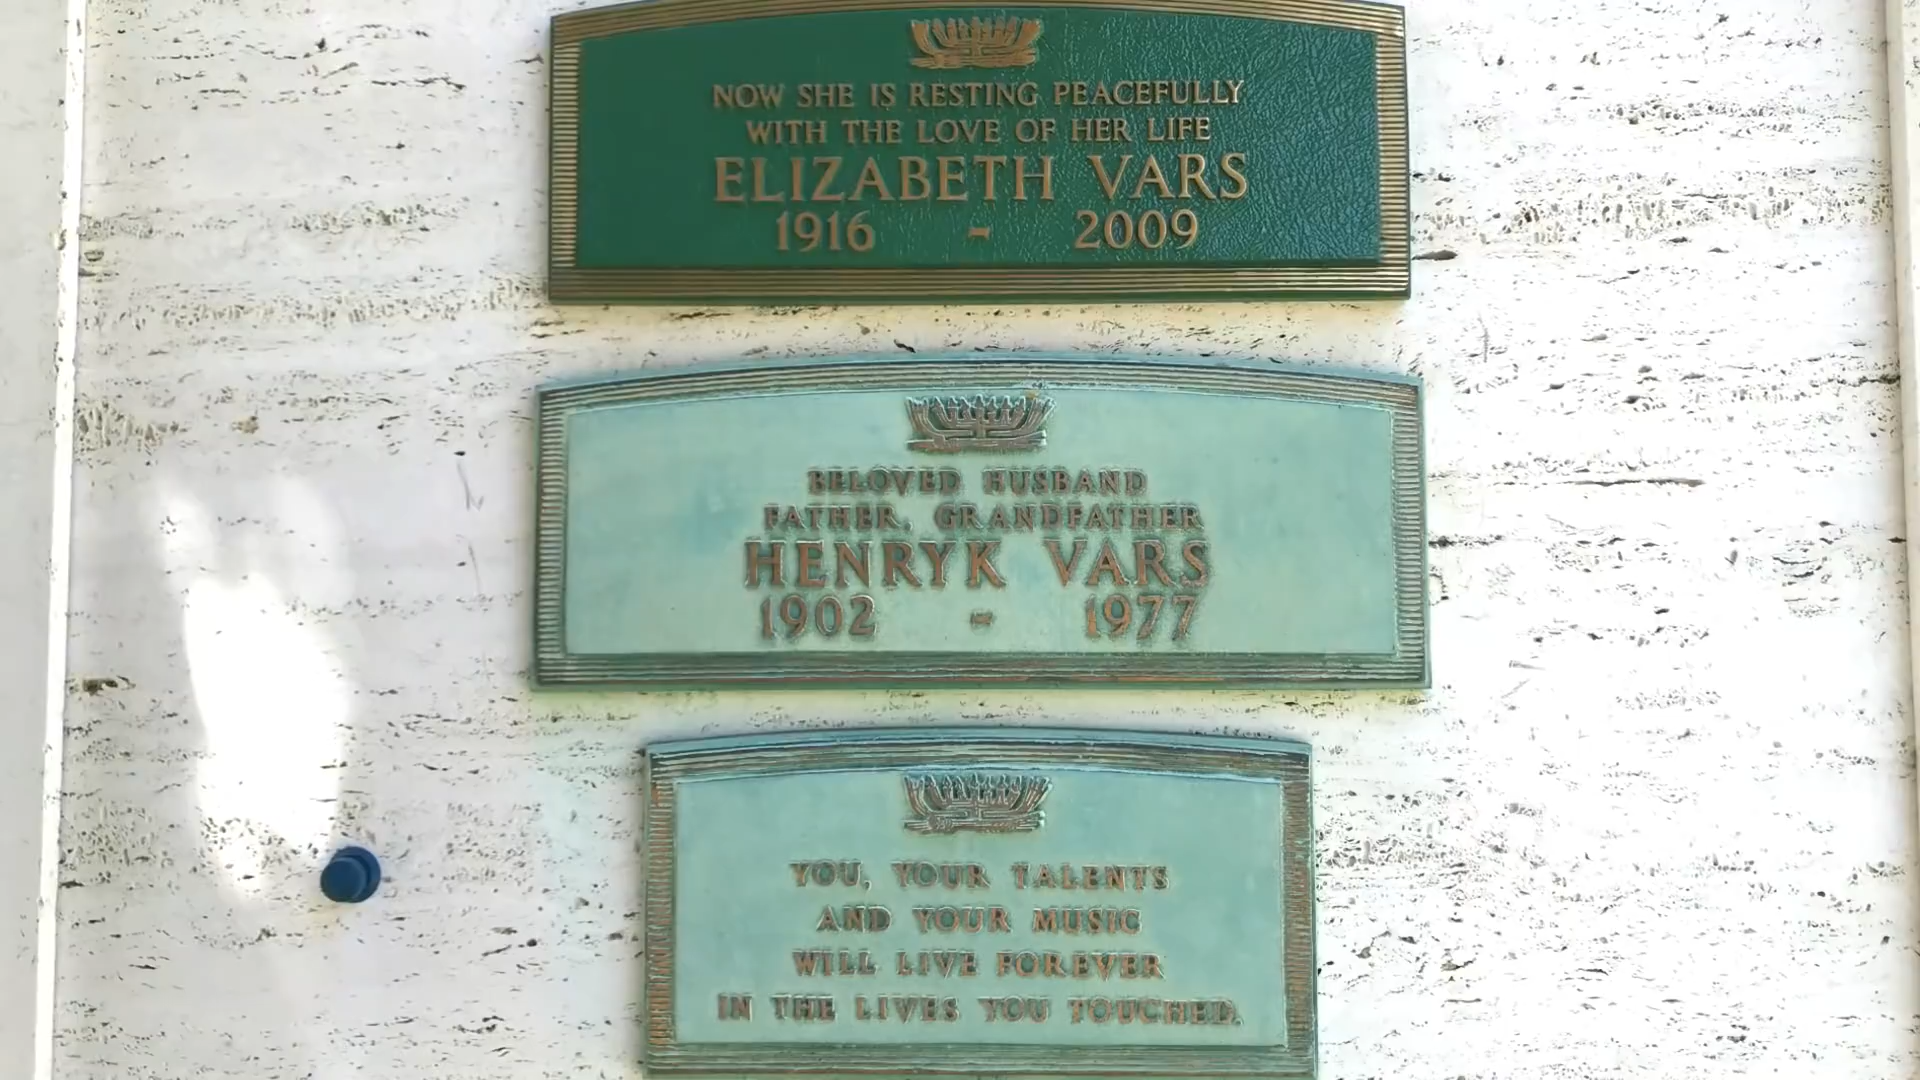 NOW SHE IS RESTING PEACEFULLY
WITH THE LOVE OF HER LIFE
ELIZABETH VARS
1916 - 2009
BELOVED HUSBAND
FATHER, GRANDFATHER
HENRYK VARS
1902 - 1977
YOU, YOUR TALENTS
AND YOUR MUSIC
WILL LIVE FOREVER
IN THE LIVES YOU TOUCHED.